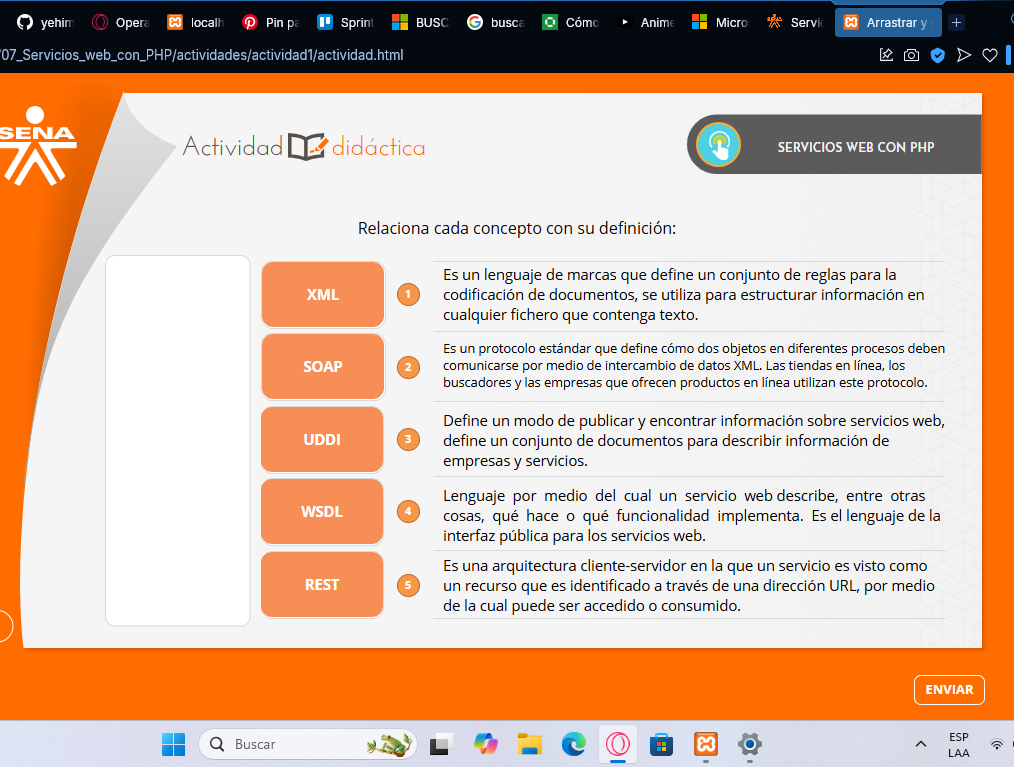 yehim Opera localh Pin pa Sprint BUSC busca Cómo Anime Micro Servic Arrastrar y s
/07_Servicios_web_con_PHP/actividades/actividad1/actividad.html
SENA
Actividad didáctica
SERVICIOS WEB CON PHP
Relaciona cada concepto con su definición:
XML
1
Es un lenguaje de marcas que define un conjunto de reglas para la
codificación de documentos, se utiliza para estructurar información en
cualquier fichero que contenga texto.
SOAP
2
Es un protocolo estándar que define cómo dos objetos en diferentes procesos deben
comunicarse por medio de intercambio de datos XML. Las tiendas en línea, los
buscadores y las empresas que ofrecen productos en línea utilizan este protocolo.
UDDI
3
Define un modo de publicar y encontrar información sobre servicios web,
define un conjunto de documentos para describir información de
empresas y servicios.
WSDL
4
Lenguaje por medio del cual un servicio web describe, entre otras
cosas, qué hace o qué funcionalidad implementa. Es el lenguaje de la
interfaz pública para los servicios web.
REST
5
Es una arquitectura cliente-servidor en la que un servicio es visto como
un recurso que es identificado a través de una dirección URL, por medio
de la cual puede ser accedido o consumido.
ENVIAR
Buscar
ESP
LAA